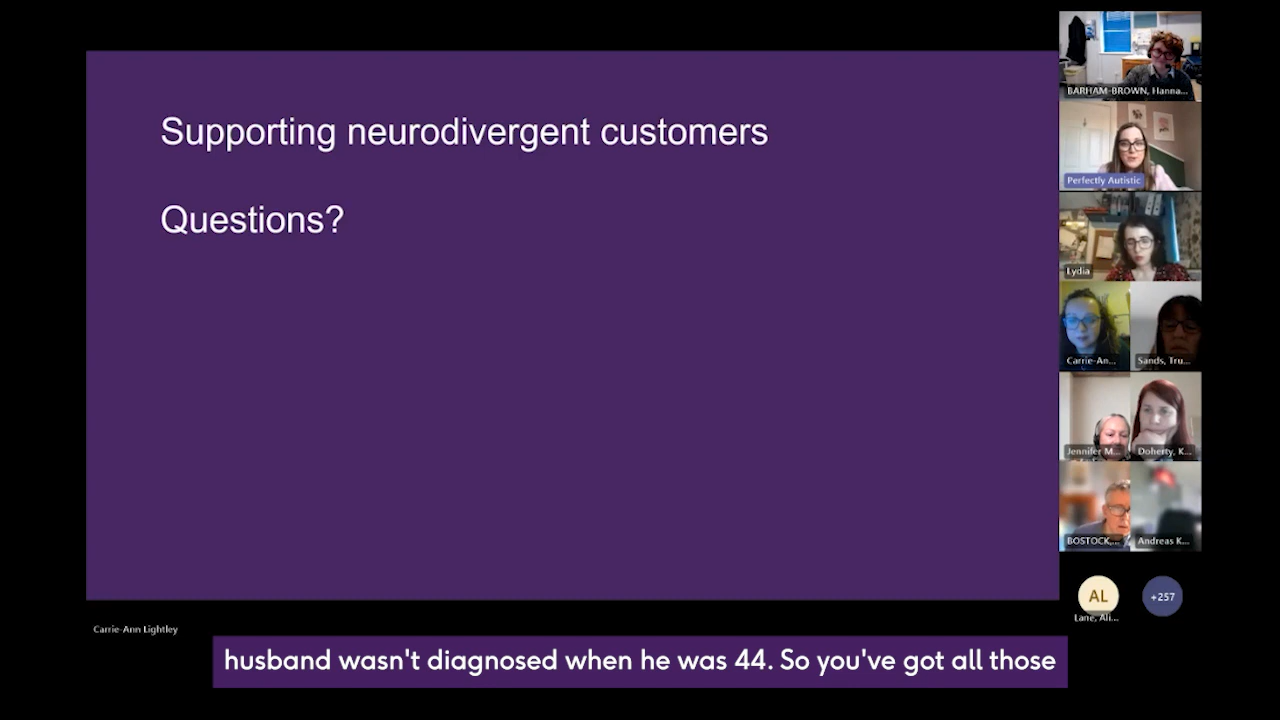 Supporting neurodivergent customers
Questions?
BARHAM-BROWN, Hanna...
Perfectly Autistic
Lydia
Carrie-An...
Sands, Tru...
Jennifer M...
Doherty, K...
BOSTOCK,...
Andreas K...
AL
+257
Lane, Ali...
Carrie-Ann Lightley
husband wasn't diagnosed when he was 44. So you've got all those